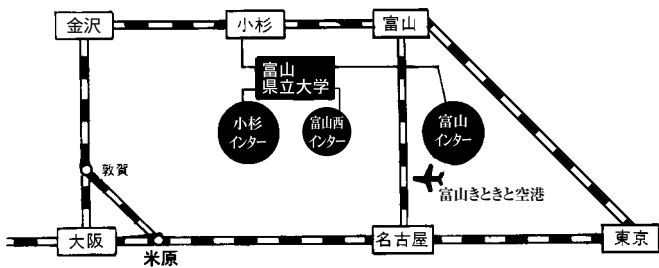 金沢
小杉
富山
富山
県立大学
小杉
インター
富山西
インター
富山
インター
敦賀
富山きときと空港
大阪
米原
名古屋
東京